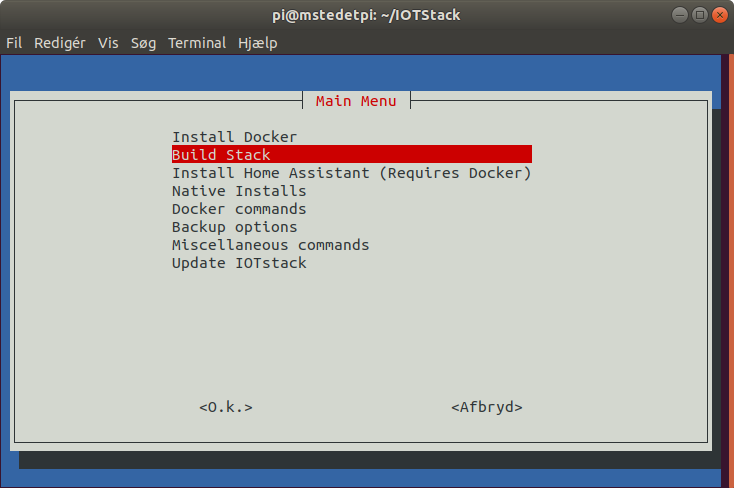 pi@mstedetpi: ~/IOTStack
Fil Redigér Vis Søg Terminal Hjælp
Main Menu
Install Docker
Build Stack
Install Home Assistant (Requires Docker)
Native Installs
Docker commands
Backup options
Miscellaneous commands
Update IOTstack
<O.k.> <Afbryd>